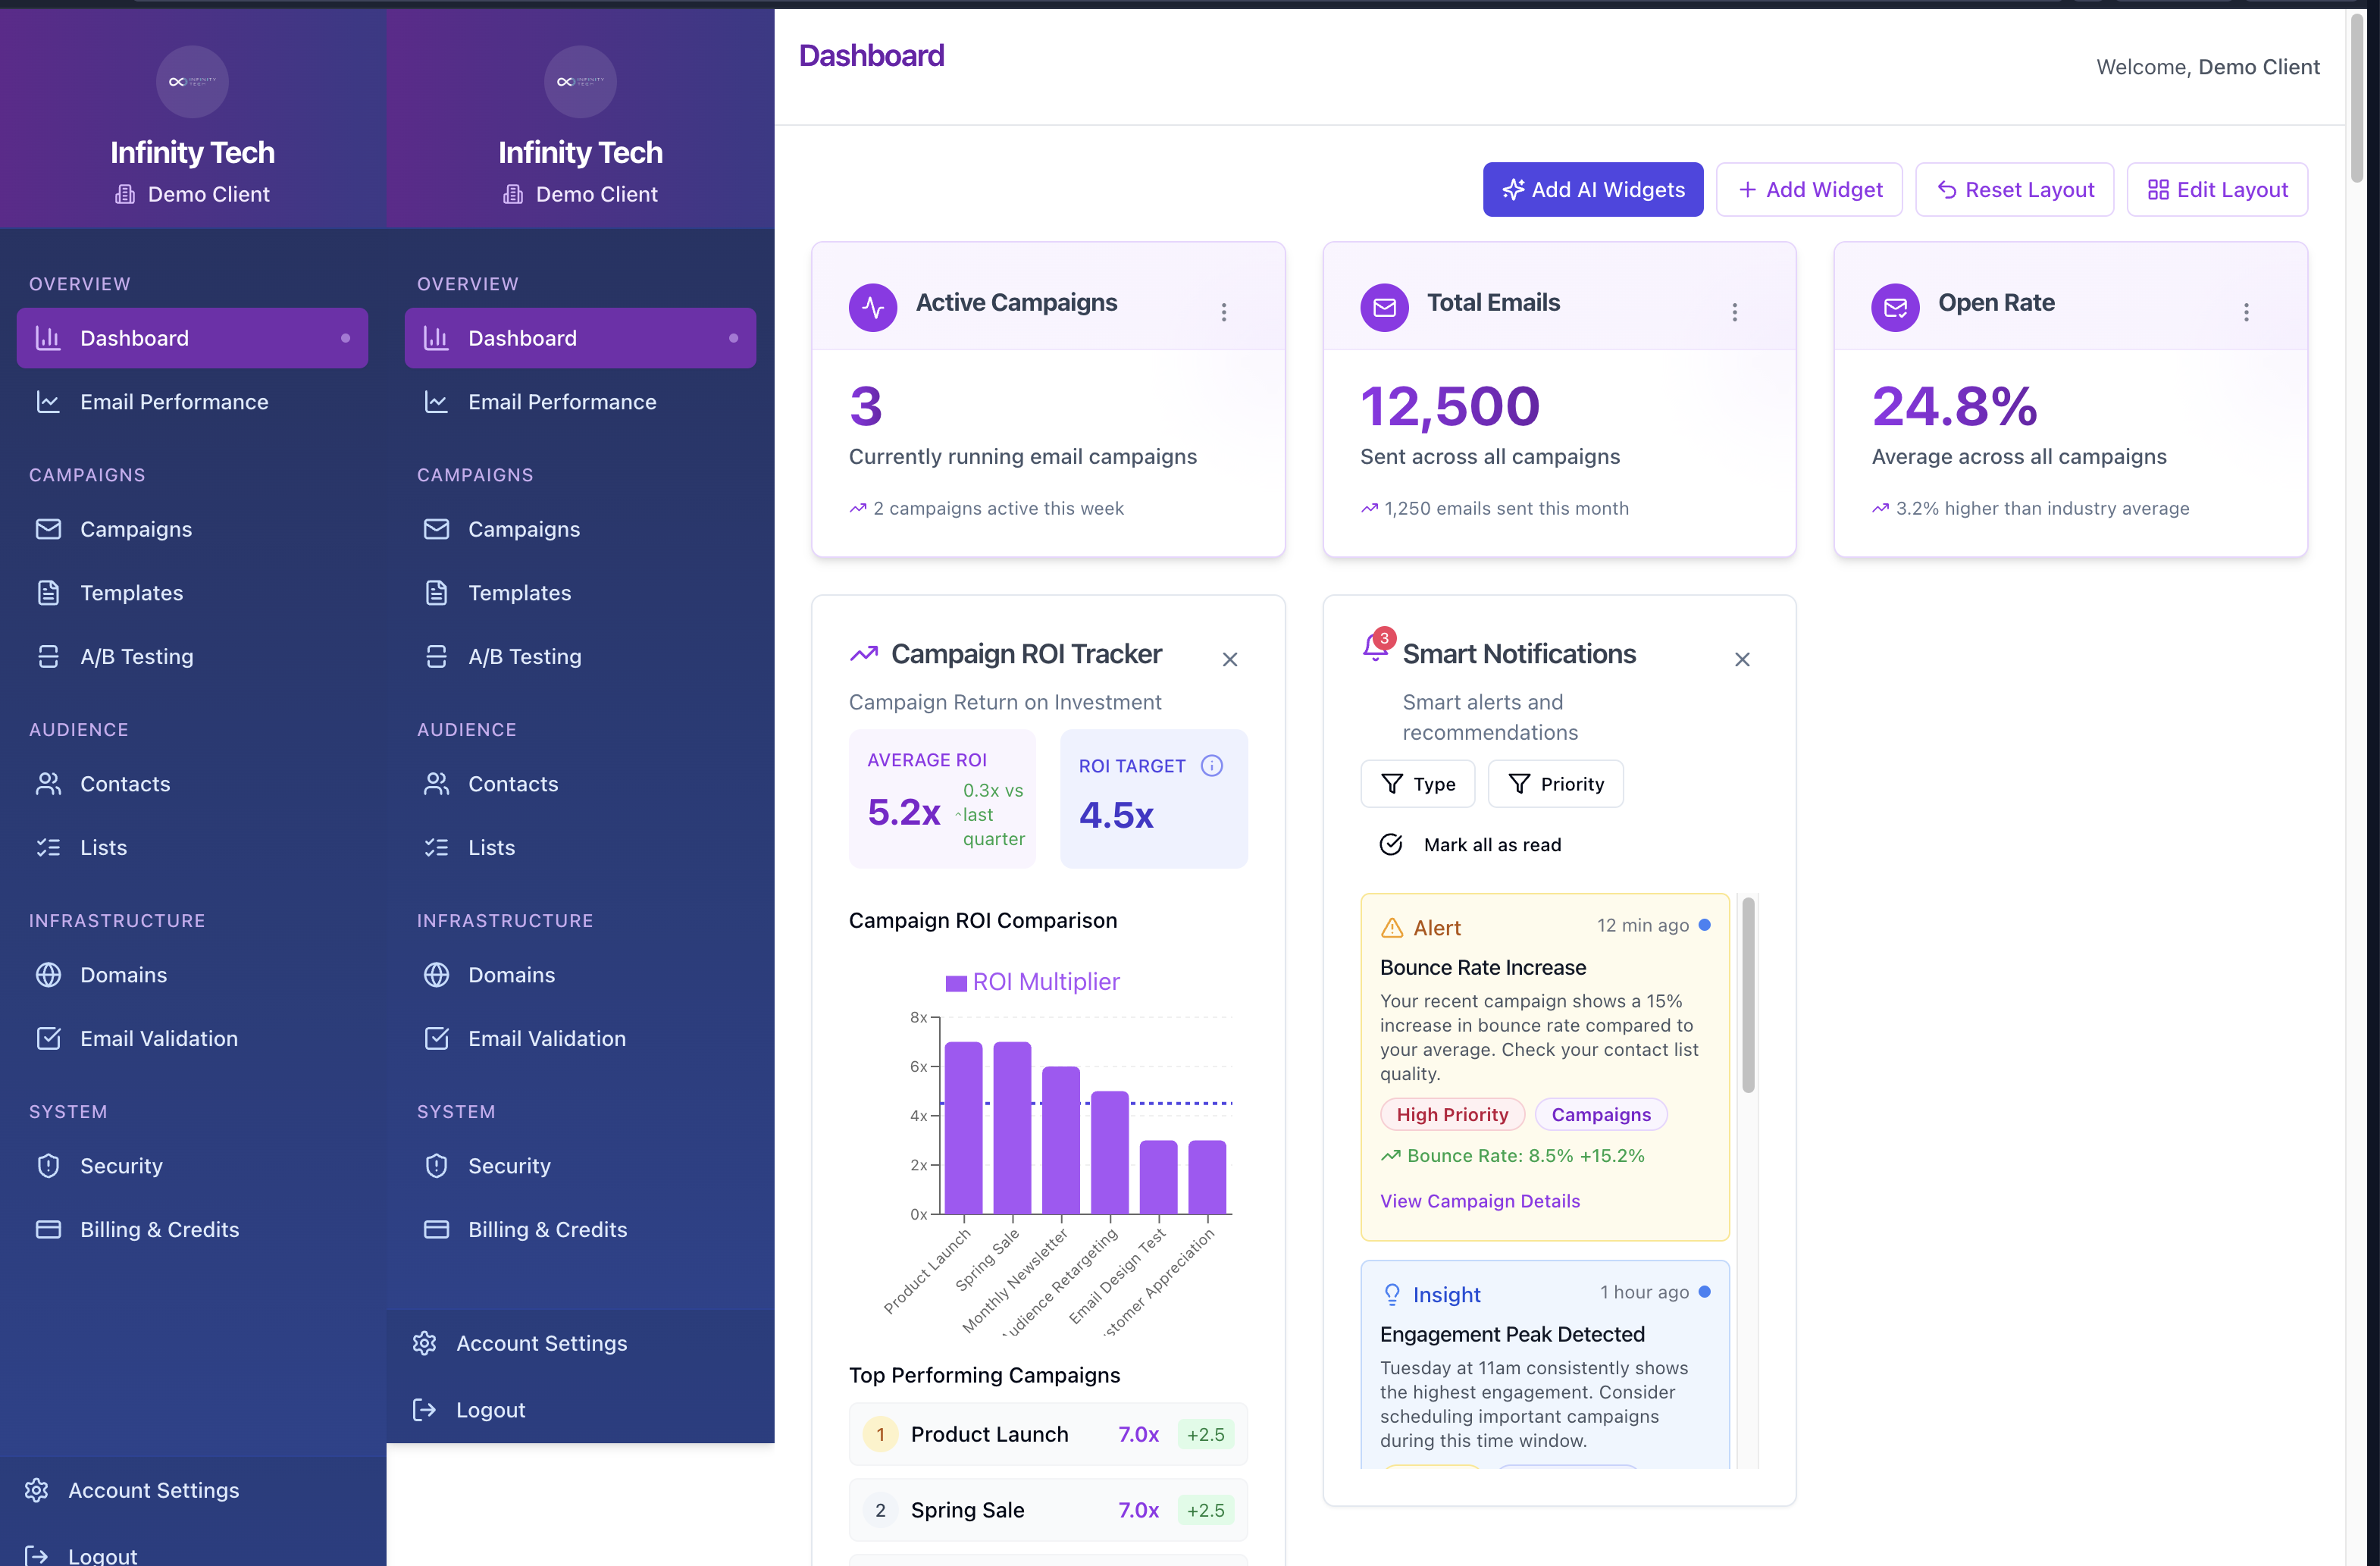 INFINITY
TECH
Infinity Tech
Demo Client
OVERVIEW
Dashboard
Email Performance
CAMPAIGNS
Campaigns
Templates
A/B Testing
AUDIENCE
Contacts
Lists
INFRASTRUCTURE
Domains
Email Validation
SYSTEM
Security
Billing & Credits
Account Settings
Logout
INFINITY
TECH
Infinity Tech
Demo Client
OVERVIEW
Dashboard
Email Performance
CAMPAIGNS
Campaigns
Templates
A/B Testing
AUDIENCE
Contacts
Lists
INFRASTRUCTURE
Domains
Email Validation
SYSTEM
Security
Billing & Credits
Account Settings
Logout
Dashboard
Welcome, Demo Client
Add AI Widgets
Add Widget
Reset Layout
Edit Layout
Active Campaigns
3
Currently running email campaigns
2 campaigns active this week
Total Emails
12,500
Sent across all campaigns
1,250 emails sent this month
Open Rate
24.8%
Average across all campaigns
3.2% higher than industry average
Campaign ROI Tracker
Campaign Return on Investment
AVERAGE ROI
5.2x
0.3x vs
last
quarter
ROI TARGET
4.5x
Campaign ROI Comparison
ROI Multiplier
8x
6x
4x
2x
0x
Product Launch
Spring Sale
Monthly Newsletter
udience Retargeting
Email Design Test
stomer Appreciation
Top Performing Campaigns
1 Product Launch 7.0x +2.5
2 Spring Sale 7.0x +2.5
3
Smart Notifications
Smart alerts and
recommendations
Type
Priority
Mark all as read
Alert 12 min ago
Bounce Rate Increase
Your recent campaign shows a 15%
increase in bounce rate compared to
your average. Check your contact list
quality.
High Priority Campaigns
Bounce Rate: 8.5% +15.2%
View Campaign Details
Insight 1 hour ago
Engagement Peak Detected
Tuesday at 11am consistently shows
the highest engagement. Consider
scheduling important campaigns
during this time window.